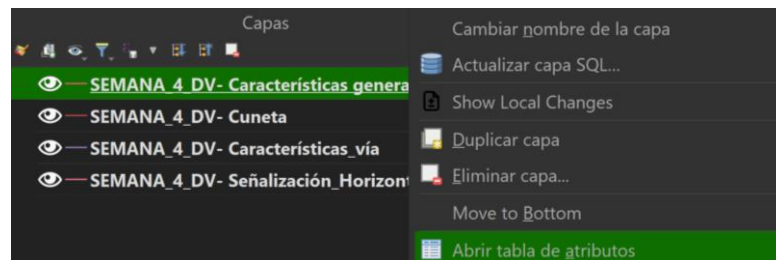 Capas
SEMANA_4_DV- Características genera
SEMANA_4_DV- Cuneta
SEMANA_4_DV- Características_vía
SEMANA_4_DV- Señalización_Horizont
Cambiar nombre de la capa
Actualizar capa SQL...
Show Local Changes
Duplicar capa
Eliminar capa...
Move to Bottom
Abrir tabla de atributos